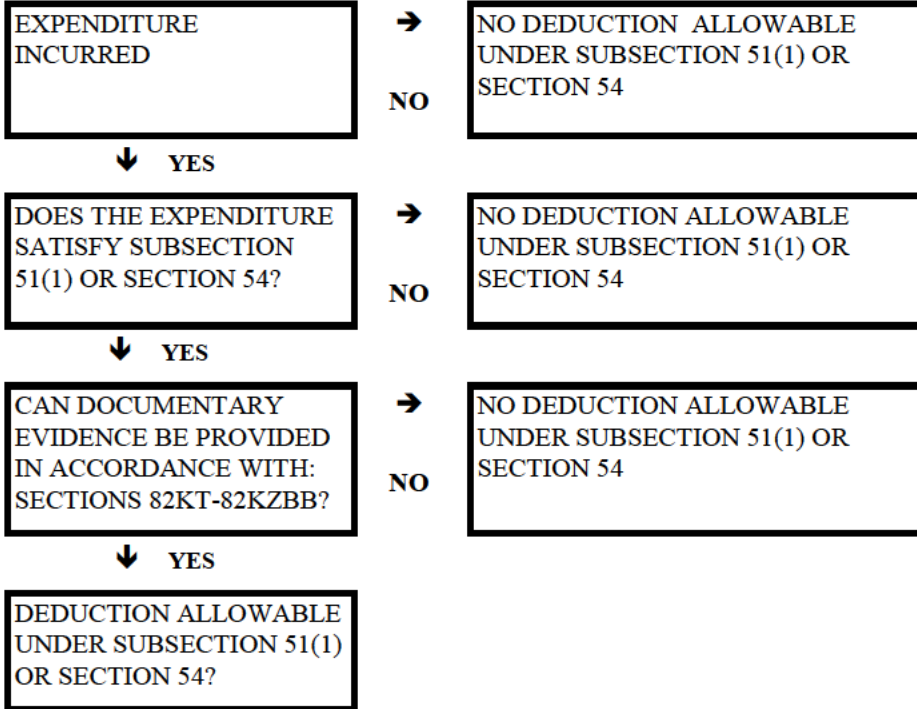 EXPENDITURE
INCURRED
➔
NO
NO DEDUCTION ALLOWABLE
UNDER SUBSECTION 51(1) OR
SECTION 54
🡻 YES
DOES THE EXPENDITURE
SATISFY SUBSECTION
51(1) OR SECTION 54?
➔
NO
NO DEDUCTION ALLOWABLE
UNDER SUBSECTION 51(1) OR
SECTION 54
🡻 YES
CAN DOCUMENTARY
EVIDENCE BE PROVIDED
IN ACCORDANCE WITH:
SECTIONS 82KT-82KZBB?
➔
NO
NO DEDUCTION ALLOWABLE
UNDER SUBSECTION 51(1) OR
SECTION 54
🡻 YES
DEDUCTION ALLOWABLE
UNDER SUBSECTION 51(1)
OR SECTION 54?